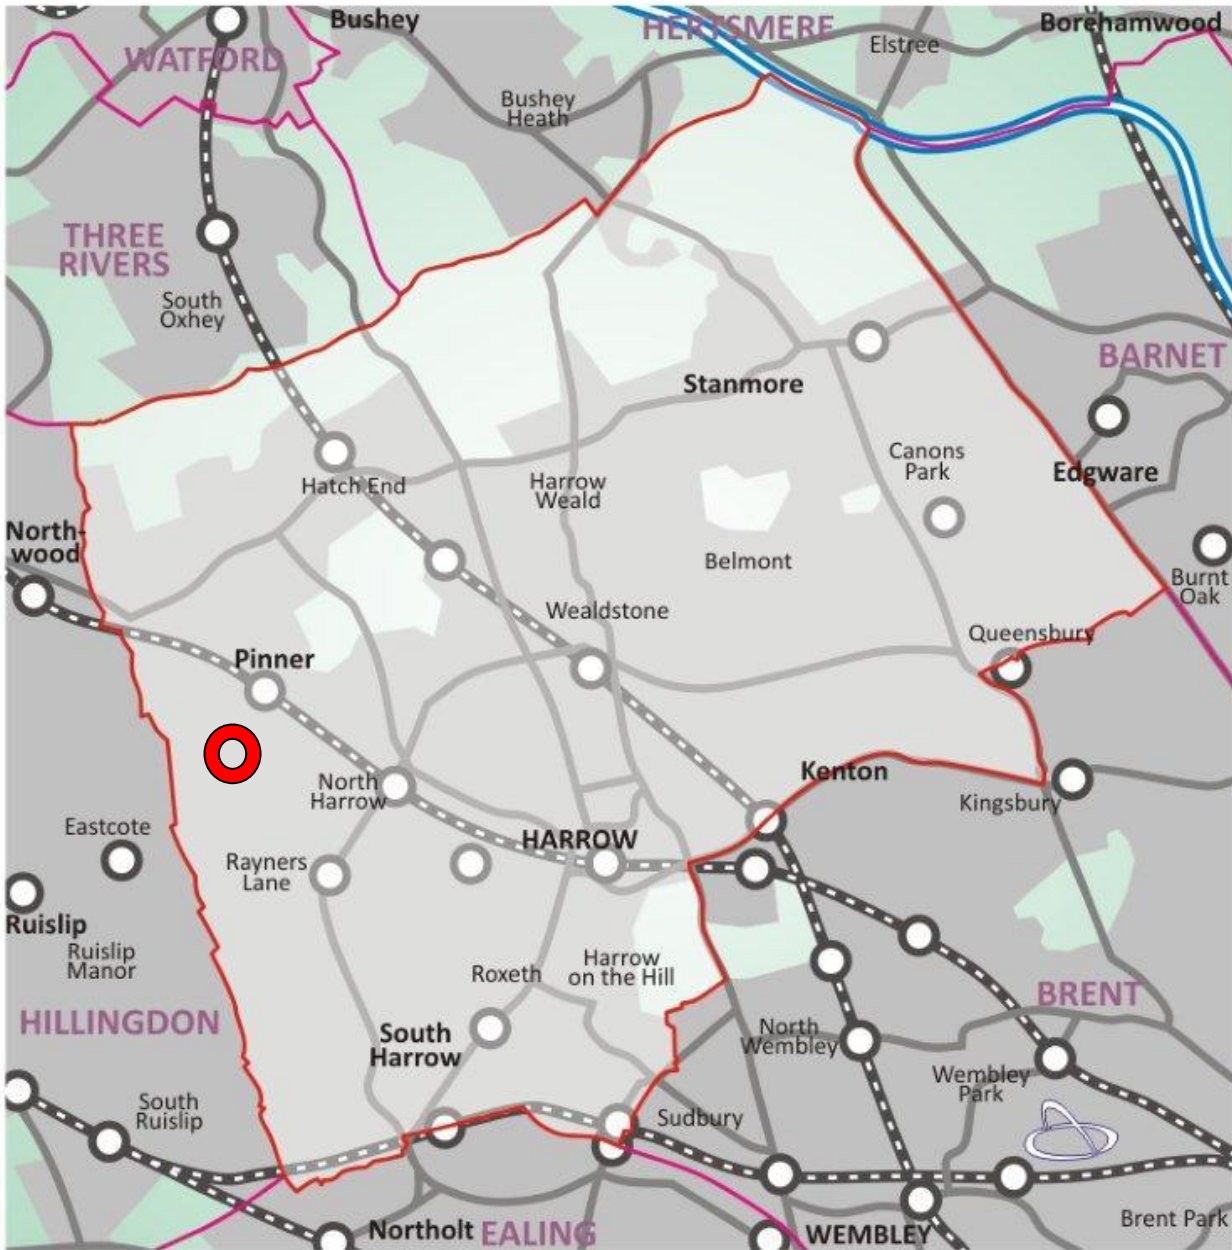 Bushey
HERTSMERE
Borehamwood
Elstree
WATFORD
Bushey
Heath
THREE
RIVERS
South
Oxhey
BARNET
Stanmore
Canons
Park
Edgware
Hatch End
Harrow
Weald
North-
wood
Belmont
Burnt
Oak
Wealdstone
Queensbury
Pinner
Kenton
North
Harrow
Kingsbury
Eastcote
HARROW
Rayners
Lane
Ruislip
Ruislip
Manor
Roxeth
Harrow
on the Hill
BRENT
HILLINGDON
South
Harrow
North
Wembley
Wembley
Park
South
Ruislip
Sudbury
Northolt
EALING
WEMBLEY
Brent Park